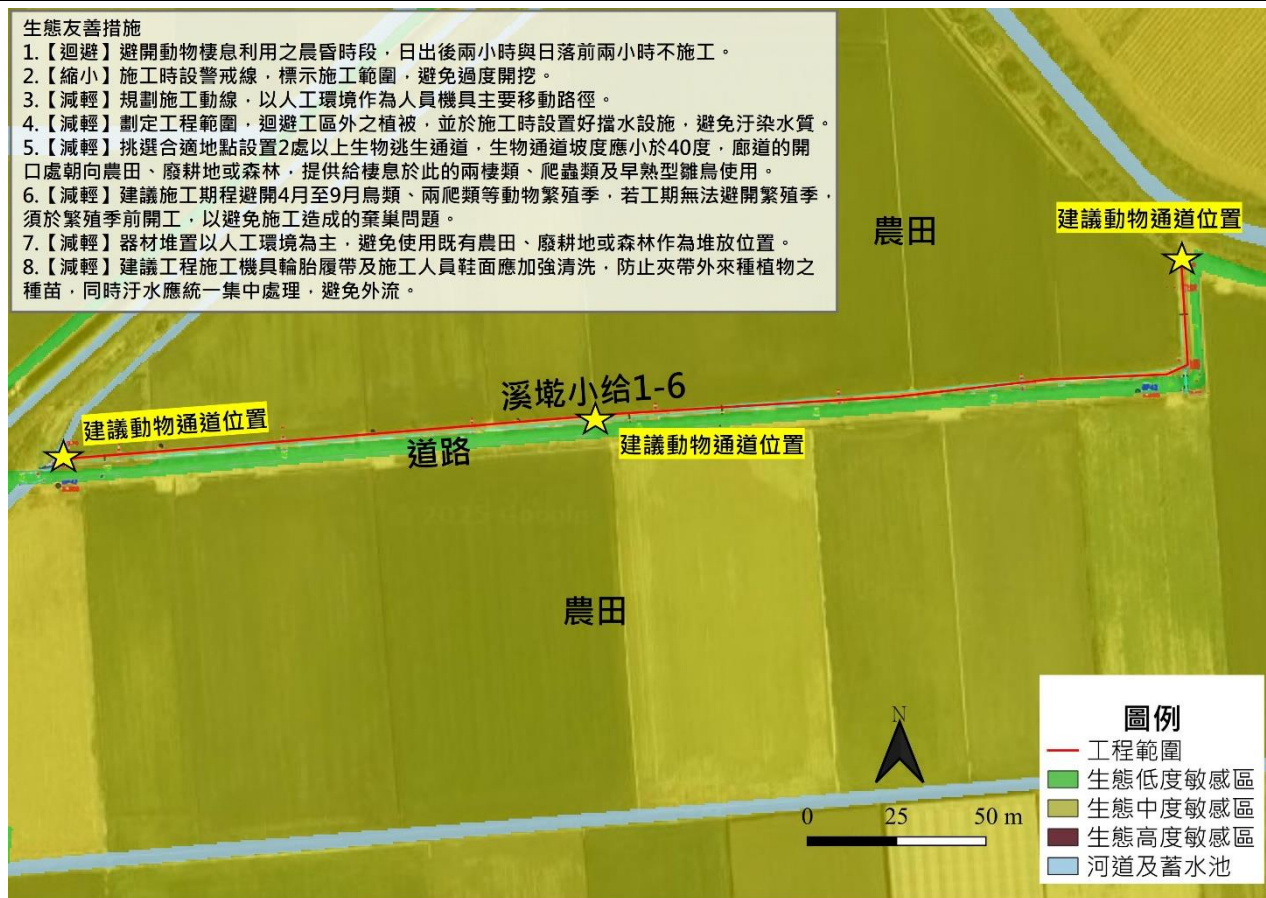 生態友善措施
1.【迴避】避開動物棲息利用之晨昏時段，日出後兩小時與日落前兩小時不施工。
2.【縮小】施工時設警戒線，標示施工範圍，避免過度開挖。
3.【減輕】規劃施工動線，以人工環境作為人員機具主要移動路徑。
4.【減輕】劃定工程範圍，迴避工區外之植被，並於施工時設置好擋水設施，避免汙染水質。
5.【減輕】挑選合適地點設置2處以上生物逃生通道，生物通道坡度應小於40度，廊道的開
口處朝向農田、廢耕地或森林，提供給棲息於此的兩棲類、爬蟲類及早熟型雛鳥使用。
6.【減輕】建議施工期程避開4月至9月鳥類、兩爬類等動物繁殖季，若工期無法避開繁殖季，
須於繁殖季前開工，以避免施工造成的棄巢問題。
7.【減輕】器材堆置以人工環境為主，避免使用既有農田、廢耕地或森林作為堆放位置。
8.【減輕】建議工程施工機具輪胎履帶及施工人員鞋面應加強清洗，防止夾帶外來種植物之
種苗，同時汙水應統一集中處理，避免外流。
農田
建議動物通道位置
溪墘小给1-6
建議動物通道位置
建議動物通道位置
道路
農田
N
0 25 50 m
圖例
工程範圍
生態低度敏感區
生態中度敏感區
生態高度敏感區
河道及蓄水池